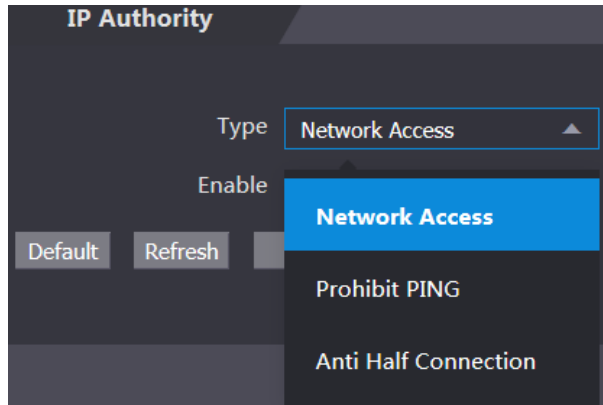 IP Authority
Type Network Access
Enable
Network Access
Default Refresh
Prohibit PING
Anti Half Connection